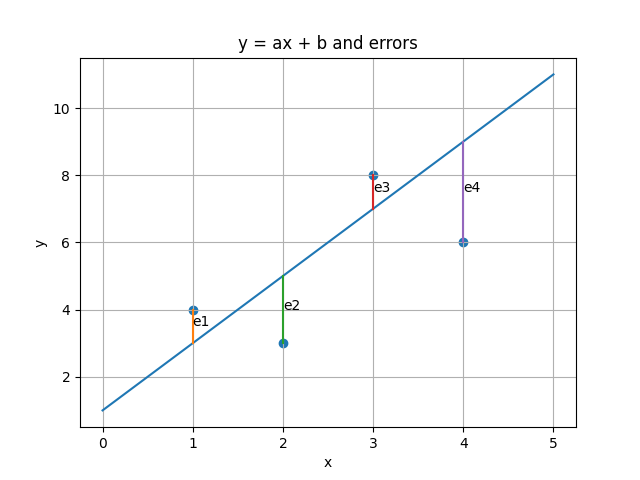 y = ax + b and errors
10
8
6
4
2
y
e1
e2
e3
e4
0 1 2 3 4 5
x